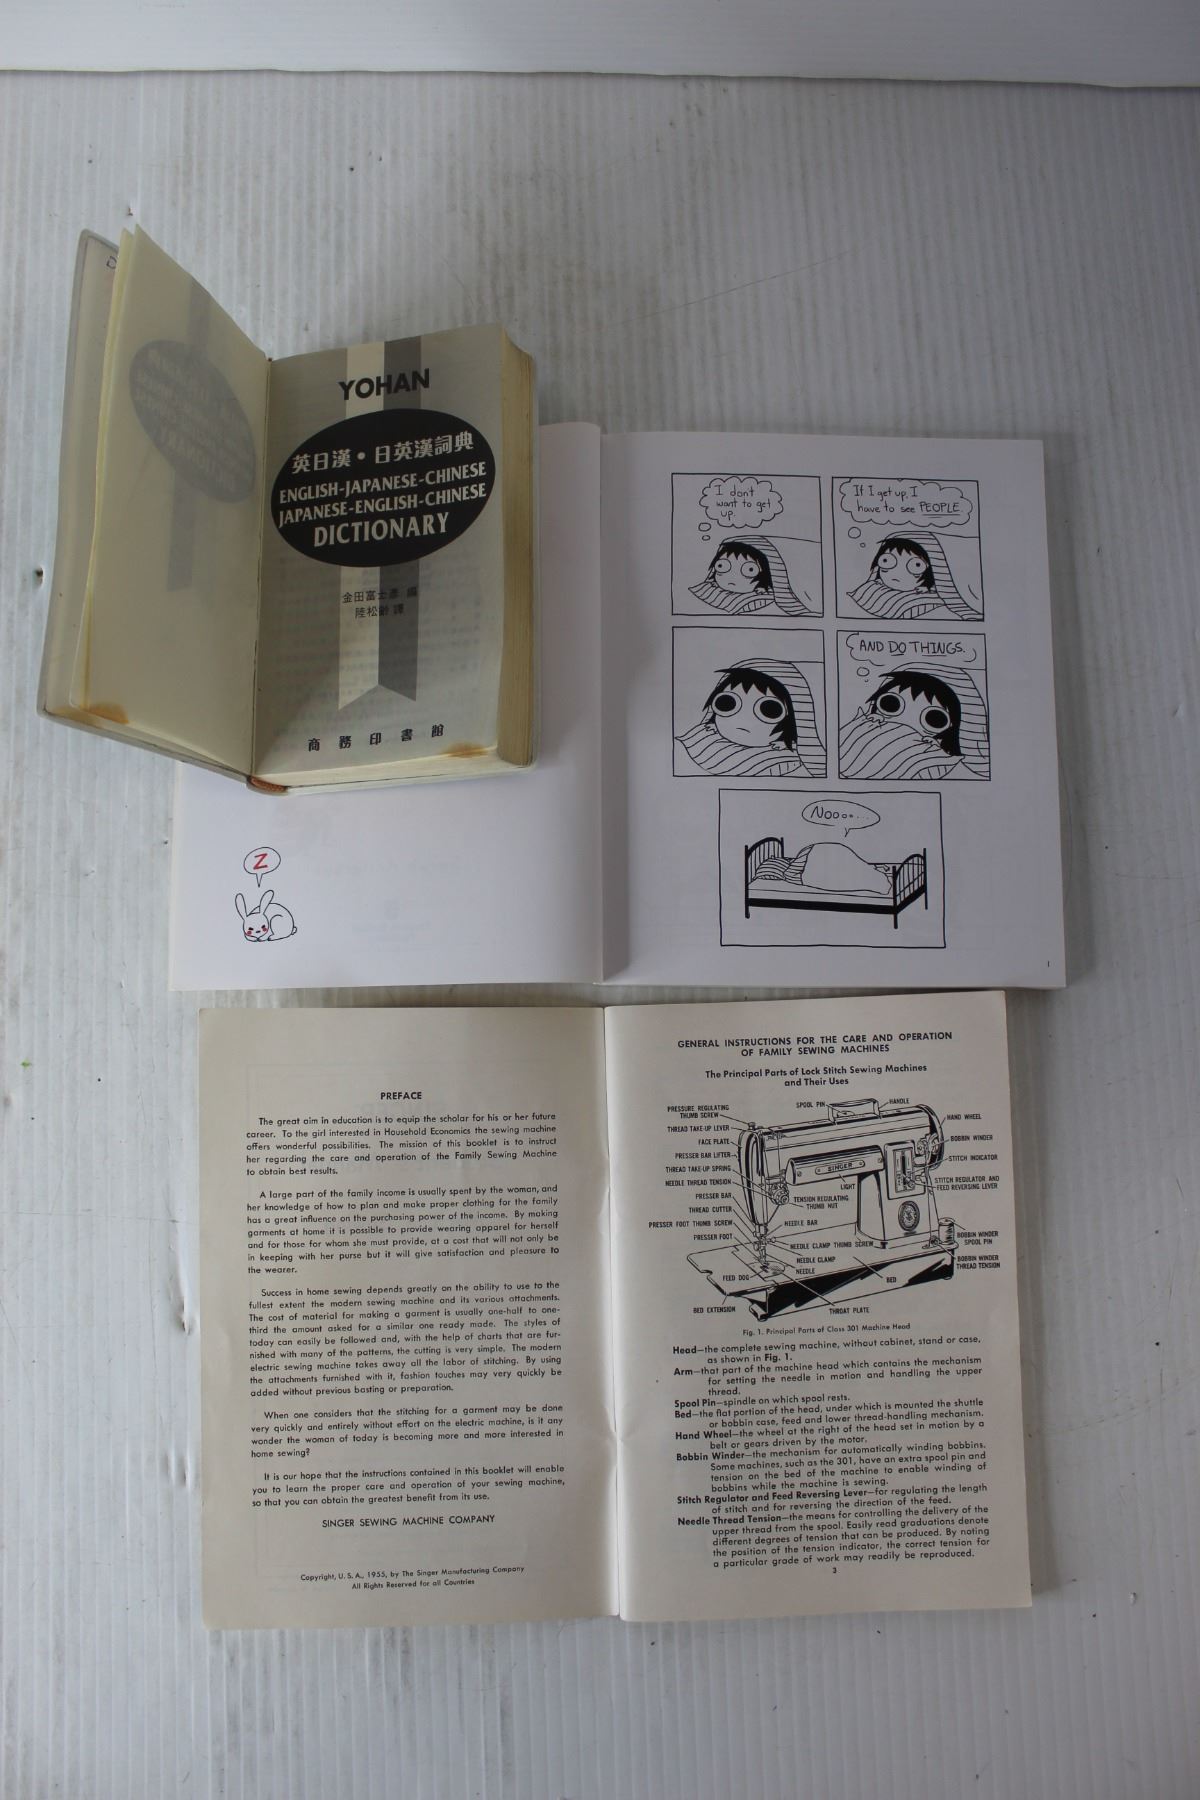 YOHAN
英日漢・日英漢詞典
ENGLISH-JAPANESE-CHINESE
JAPANESE-ENGLISH-CHINESE
DICTIONARY
金田富士彦 編
陸松齡 譯
商務印書館
I dont
want to get
up.
If I get up, I
have to see PEOPLE.
AND DO THINGS.
Nooo...
Z
1
PREFACE
The great aim in education is to equip the scholar for his or her future
career. To the girl interested in Household Economics the sewing machine
offers wonderful possibilities. The mission of this booklet is to instruct
her regarding the care and operation of the Family Sewing Machine
to obtain best results.
A large part of the family income is usually spent by the woman, and
her knowledge of how to plan and make proper clothing for the family
has a great influence on the purchasing power of the income. By making
garments at home it is possible to provide wearing apparel for herself
and for those for whom she must provide, at a cost that will not only be
in keeping with her purse but it will give satisfaction and pleasure to
the wearer.
Success in home sewing depends greatly on the ability to use to the
fullest extent the modern sewing machine and its various attachments.
The cost of material for making a garment is usually one-half to one-
third the amount asked for a similar one ready made. The styles of
today can easily be followed and, with the help of charts that are fur-
nished with many of the patterns, the cutting is very simple. The modern
electric sewing machine takes away all the labor of stitching. By using
the attachments furnished with it, fashion touches may very quickly be
added without previous basting or preparation.
When one considers that the stitching for a garment may be done
very quickly and entirely without effort on the electric machine, is it any
wonder the woman of today is becoming more and more interested in
home sewing?
It is our hope that the instructions contained in this booklet will enable
you to learn the proper care and operation of your sewing machine,
so that you can obtain the greatest benefit from its use.
SINGER SEWING MACHINE COMPANY
Copyright, U. S. A., 1955, by The Singer Manufacturing Company
All Rights Reserved for all Countries
GENERAL INSTRUCTIONS FOR THE CARE AND OPERATION
OF FAMILY SEWING MACHINES
The Principal Parts of Lock Stitch Sewing Machines
and Their Uses
PRESSURE REGULATING
THUMB SCREW
THREAD TAKE-UP LEVER
FACE PLATE
PRESSER BAR LIFTER
THREAD TAKE-UP SPRING
NEEDLE THREAD TENSION
PRESSER BAR
THREAD CUTTER
PRESSER FOOT THUMB SCREW
PRESSER FOOT
FEED DOG
BED EXTENSION
SPOOL PIN
HANDLE
HAND WHEEL
BOBBIN WINDER
STITCH INDICATOR
STITCH REGULATOR AND
FEED REVERSING LEVER
SINGER
LIGHT
TENSION REGULATING
THUMB NUT
NEEDLE BAR
NEEDLE CLAMP THUMB SCREW
NEEDLE CLAMP
NEEDLE
BED
THROAT PLATE
BOBBIN WINDER
SPOOL PIN
BOBBIN WINDER
THREAD TENSION
Fig. 1. Principal Parts of Class 301 Machine Head
Head—the complete sewing machine, without cabinet, stand or case,
as shown in Fig. 1.
Arm—that part of the machine head which contains the mechanism
for setting the needle in motion and handling the upper
thread.
Spool Pin—spindle on which spool rests.
Bed—the flat portion of the head, under which is mounted the shuttle
or bobbin case, feed and lower thread-handling mechanism.
Hand Wheel—the wheel at the right of the head set in motion by a
belt or gears driven by the motor.
Bobbin Winder—the mechanism for automatically winding bobbins.
Some machines, such as the 301, have an extra spool pin and
tension on the bed of the machine to enable winding of
bobbins while the machine is sewing.
Stitch Regulator and Feed Reversing Lever—for regulating the length
of stitch and for reversing the direction of the feed.
Needle Thread Tension—the means for controlling the delivery of the
upper thread from the spool. Easily read graduations denote
different degrees of tension that can be produced. By noting
the position of the tension indicator, the correct tension for
a particular grade of work may readily be reproduced.
3